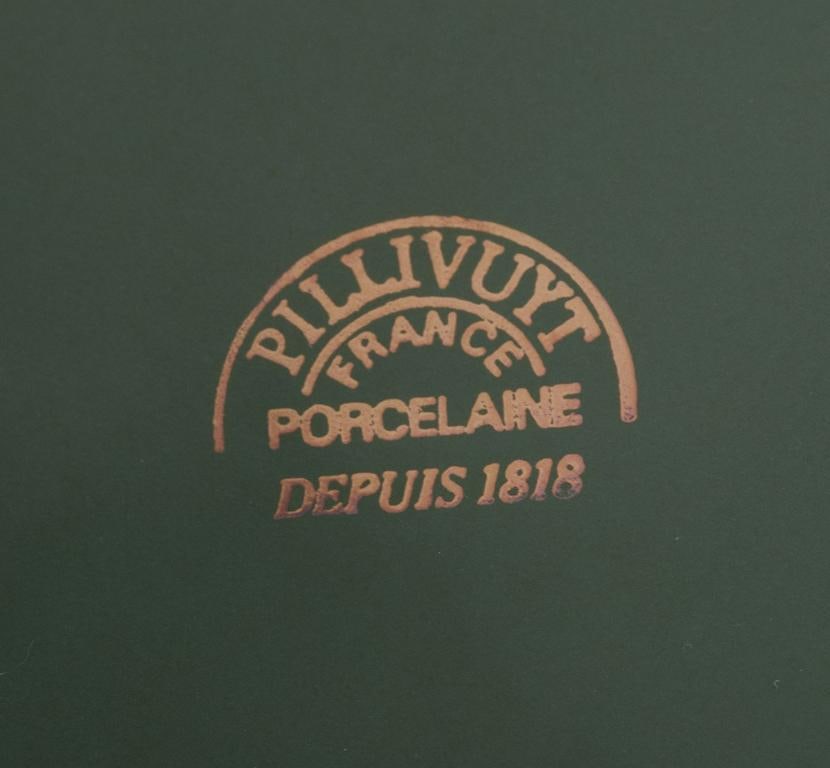 PILLIVUYT
FRANCE
PORCELAINE
DEPUIS 1818